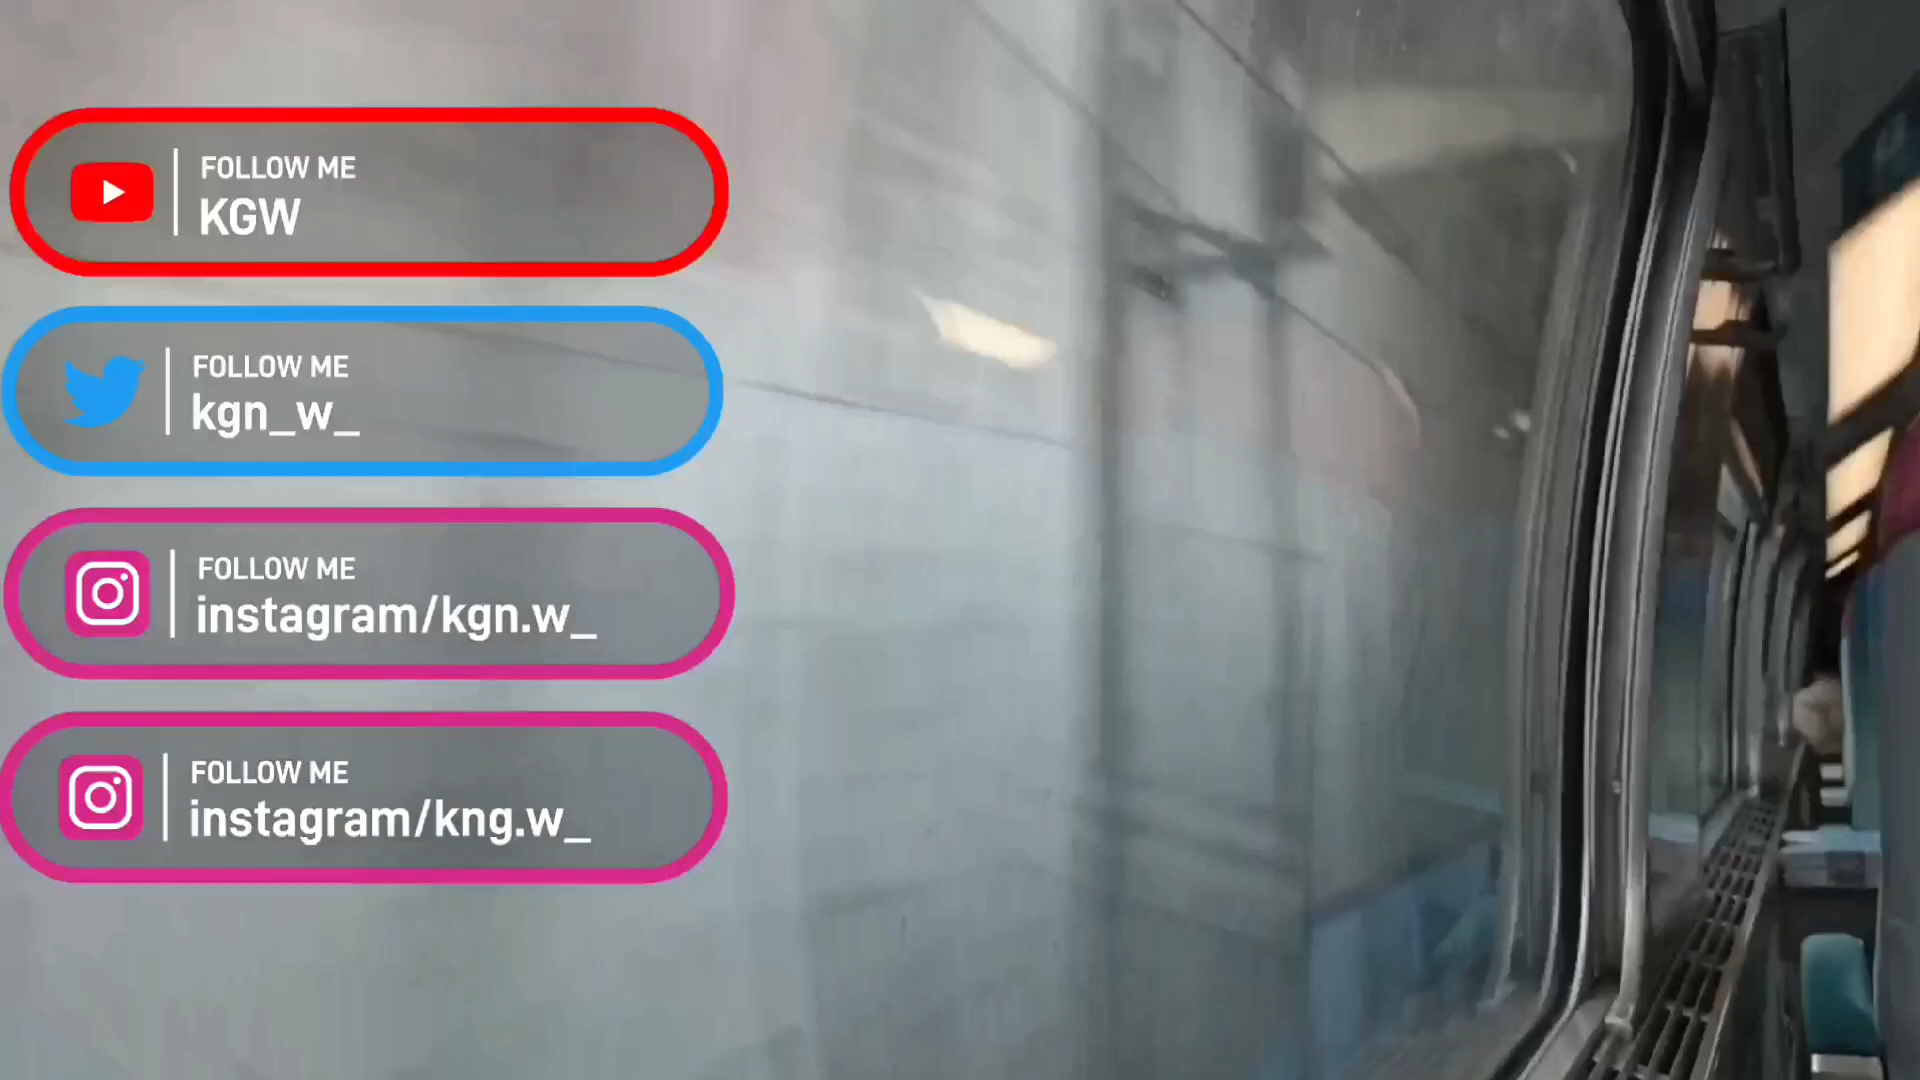 FOLLOW ME
KGW
FOLLOW ME
kgn_w_
FOLLOW ME
instagram/kgn.w_
FOLLOW ME
instagram/kng.w_